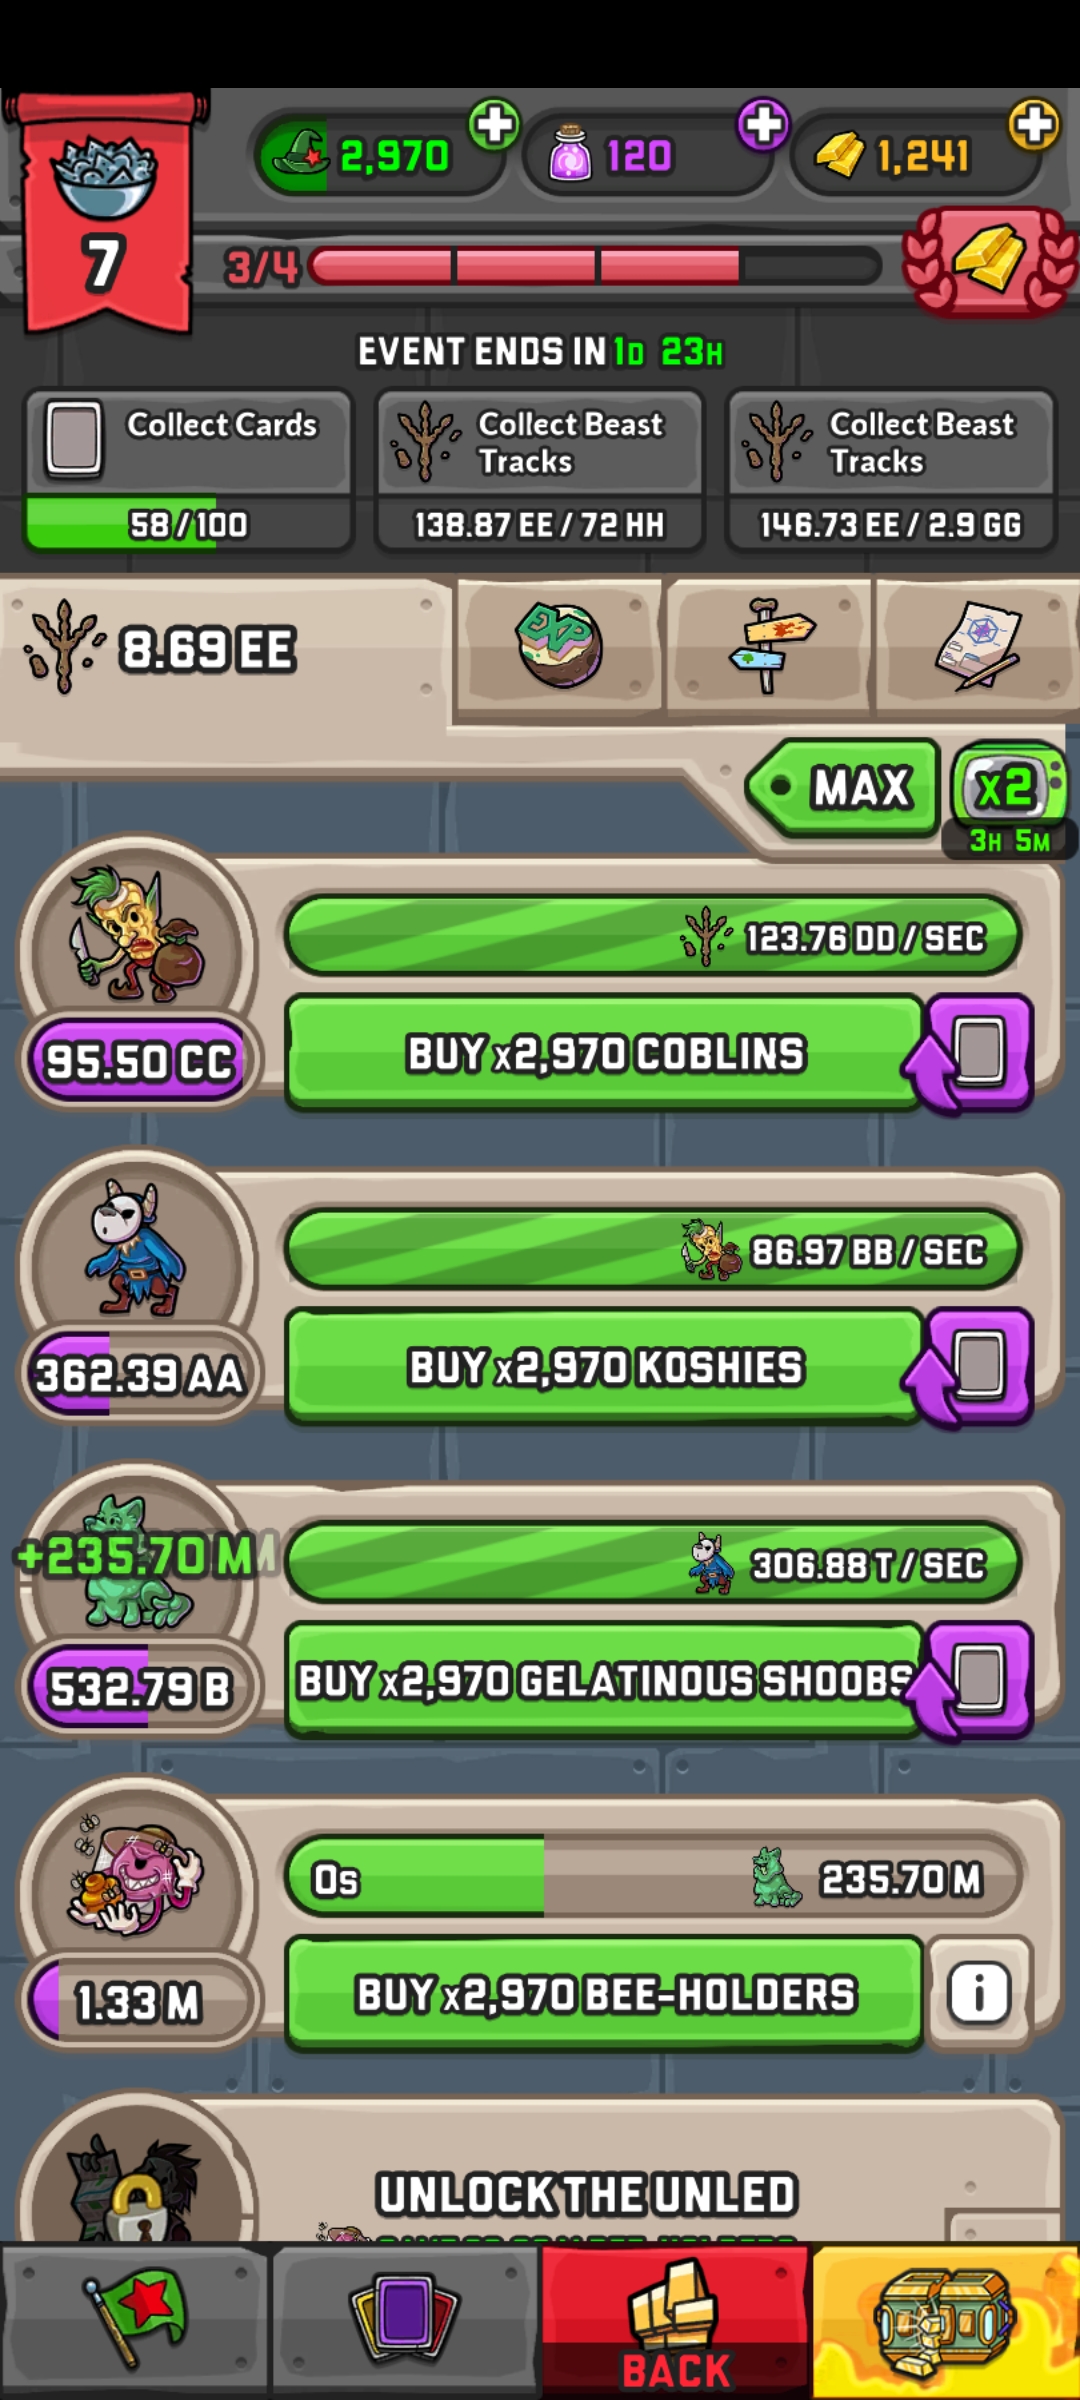 2,970
120
1,241
7
3/4
EVENT ENDS IN 1D 23H
Collect Cards
58/100
Collect Beast
Tracks
138.87 EE / 72 HH
Collect Beast
Tracks
146.73 EE / 2.9 GG
8.69 EE
EXP
MAX
x2
3H 5M
123.76 DD / SEC
95.50 CC
BUY x2,970 COBLINS
86.97 BB / SEC
362.39 AA
BUY x2,970 KOSHIES
+235.70 M
306.88 T / SEC
532.79 B
BUY x2,970 GELATINOUS SHOOBS
0s
235.70 M
1.33 M
BUY x2,970 BEE-HOLDERS
i
UNLOCK THE UNLED
BACK